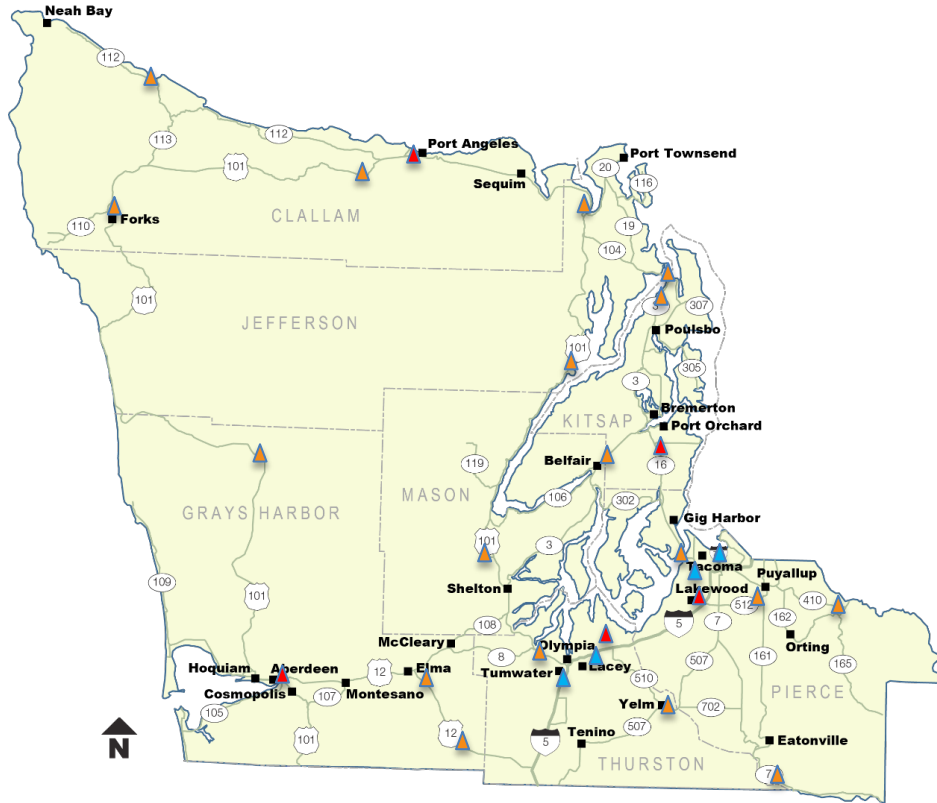 Neah Bay
112
113
112
Port Angeles
101
Port Townsend
20
116
Sequim
CLALLAM
110
Forks
19
104
101
JEFFERSON
3
307
Poulsbo
101
305
3
Bremerton
KITSAP
Port Orchard
16
Belfair
119
MASON
106
302
GRAYS HARBOR
Gig Harbor
101
3
Tacoma
Puyallup
109
101
Shelton
Lakewood
512
410
5
7
162
108
McCleary
8
Olympia
Orting
507
161
165
Hoquiam
Aberdeen
12
Elma
Tumwater
Lacey
510
Cosmopolis
107
Montesano
PIERCE
105
Yelm
702
N
101
12
5
Tenino
507
Eatonville
THURSTON
7